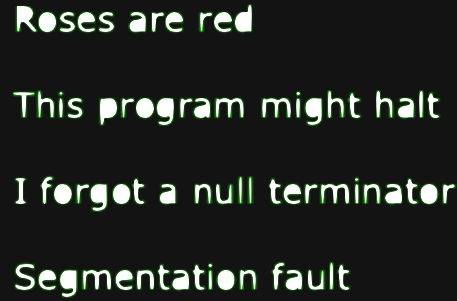 Roses are red
This program might halt
I forgot a null terminator
Segmentation fault